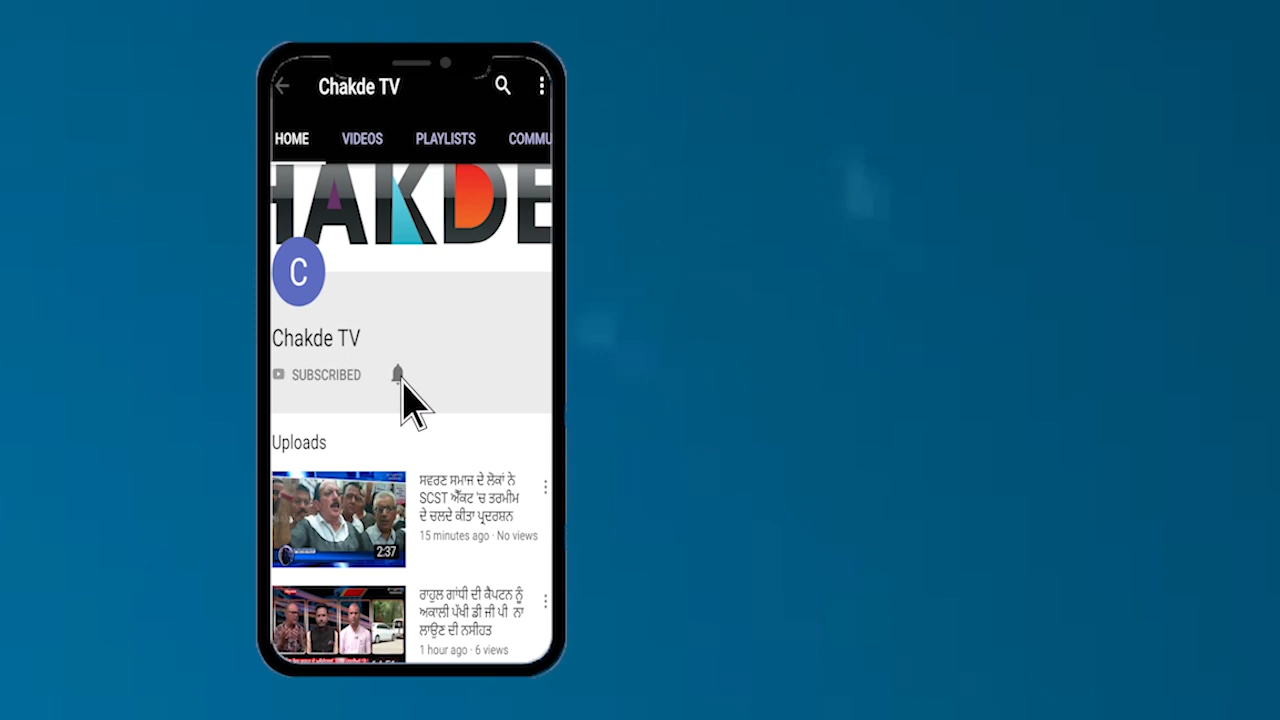 Chakde TV
HOME VIDEOS PLAYLISTS COMMU
HAKDE
C
Chakde TV
SUBSCRIBED
Uploads
ਸਵਰਣ ਸਮਾਜ ਦੇ ਲੋਕਾਂ ਨੇ
SCST ਐਕਟ 'ਚ ਤਰਮੀਮ
ਦੇ ਚਲਦੇ ਕੀਤਾ ਪ੍ਰਦਰਸ਼ਨ
15 minutes ago · No views
2:37
ਰਾਹੁਲ ਗਾਂਧੀ ਦੀ ਕੈਪਟਨ ਨੂੰ
ਅਕਾਲੀ ਪੱਖੀ ਡੀ ਜੀ ਪੀ ਨਾ
ਲਾਉਣ ਦੀ ਨਸੀਹਤ
1 hour ago · 6 views